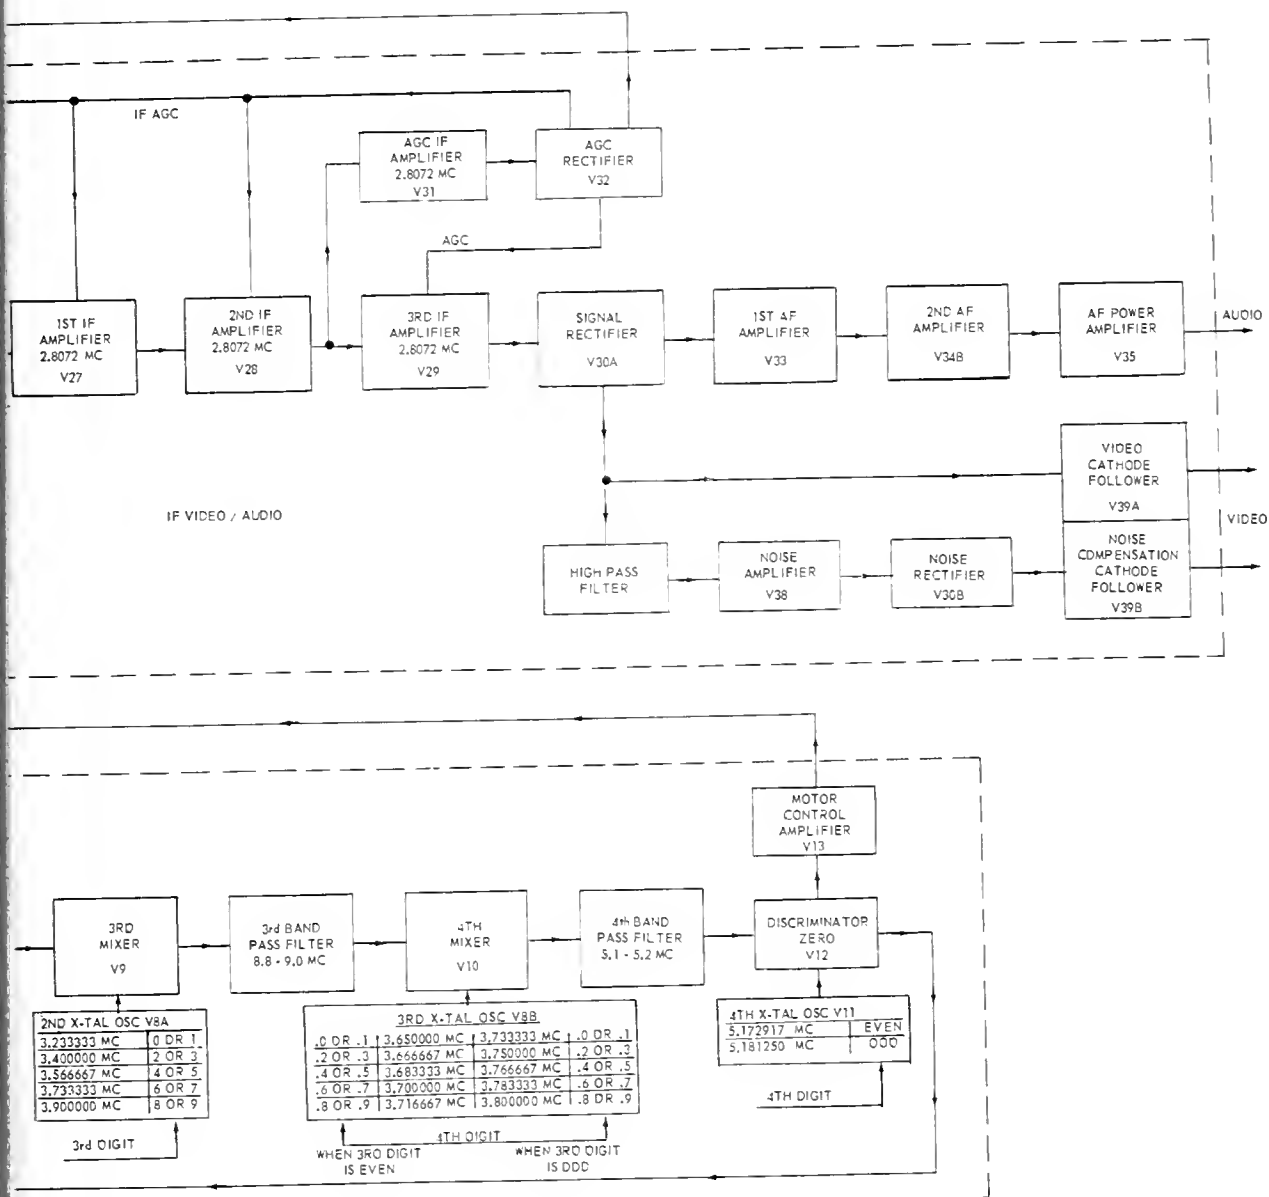 IF AGC
AGC IF
AMPLIFIER
2.8072 MC
V31
AGC
RECTIFIER
V32
AGC
1ST IF
AMPLIFIER
2.8072 MC
V27
2ND IF
AMPLIFIER
2.8072 MC
V28
3RD IF
AMPLIFIER
2.8072 MC
V29
SIGNAL
RECTIFIER
V30A
1ST AF
AMPLIFIER
V33
2ND AF
AMPLIFIER
V34B
AF POWER
AMPLIFIER
V35
AUDIO
VIDEO
CATHODE
FOLLOWER
V39A
IF VIDEO / AUDIO
VIDEO
HIGH PASS
FILTER
NOISE
AMPLIFIER
V38
NOISE
RECTIFIER
V30B
NOISE
COMPENSATION
CATHODE
FOLLOWER
V39B
MOTOR
CONTROL
AMPLIFIER
V13
3RD
MIXER
V9
3rd BAND
PASS FILTER
8.8 - 9.0 MC
4TH
MIXER
V10
4th BAND
PASS FILTER
5.1 - 5.2 MC
DISCRIMINATOR
ZERO
V12
2ND X-TAL OSC V8A
3.233333 MC 0 OR 1
3.400000 MC 2 OR 3
3.566667 MC 4 OR 5
3.733333 MC 6 OR 7
3.900000 MC 8 OR 9
3rd DIGIT
3RD X-TAL OSC V8B
.0 OR .1 3.650000 MC 3.733333 MC .0 OR .1
.2 OR .3 3.666667 MC 3.750000 MC .2 OR .3
.4 OR .5 3.683333 MC 3.766667 MC .4 OR .5
.6 OR .7 3.700000 MC 3.783333 MC .6 OR .7
.8 OR .9 3.716667 MC 3.800000 MC .8 OR .9
4TH DIGIT
WHEN 3RD DIGIT
IS EVEN
WHEN 3RD DIGIT
IS ODD
4TH X-TAL OSC V11
5.172917 MC EVEN
5.181250 MC ODD
4TH DIGIT